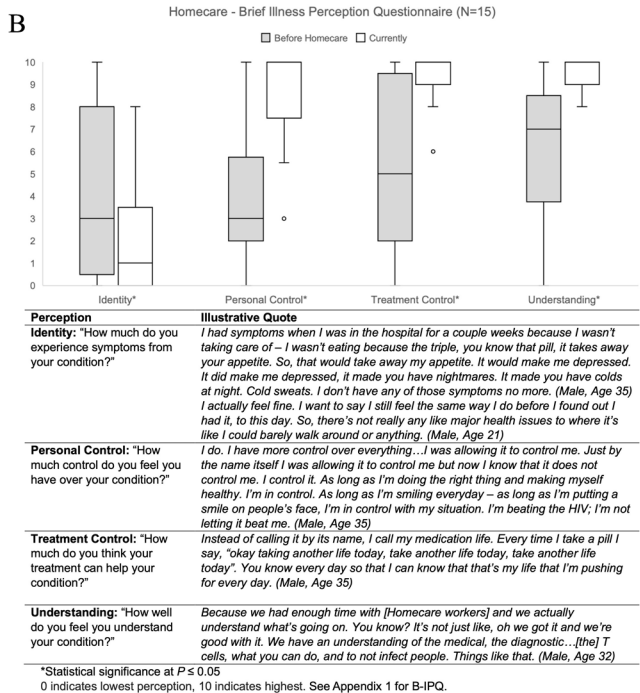 B
Homecare - Brief Illness Perception Questionnaire (N=15)
Before Homecare Currently
10
9
8
7
6
5
4
3
2
1
0
Identity* Personal Control* Treatment Control* Understanding*
Perception Illustrative Quote
Identity: “How much do you experience symptoms from your condition?”
I had symptoms when I was in the hospital for a couple weeks because I wasn’t
taking care of – I wasn’t eating because the triple, you know that pill, it takes away
your appetite. So, that would take away my appetite. It would make me depressed.
It did make me depressed, it made you have nightmares. It made you have colds
at night. Cold sweats. I don’t have any of those symptoms no more. (Male, Age 35)
I actually feel fine. I want to say I still feel the same way I do before I found out I
had it, to this day. So, there’s not really any like major health issues to where it’s
like I could barely walk around or anything. (Male, Age 21)
Personal Control: “How
much control do you feel you
have over your condition?”
I do. I have more control over everything…I was allowing it to control me. Just by
the name itself I was allowing it to control me but now I know that it does not
control me. I control it. As long as I’m doing the right thing and making myself
healthy. I’m in control. As long as I’m smiling everyday – as long as I’m putting a
smile on people’s face, I’m in control with my situation. I’m beating the HIV; I’m not
letting it beat me. (Male, Age 35)
Treatment Control: “How
much do you think your
treatment can help your
condition?”
Instead of calling it by its name, I call my medication life. Every time I take a pill I
say, “okay taking another life today, take another life today, take another life
today”. You know every day so that I can know that that’s my life that I’m pushing
for every day. (Male, Age 35)
Understanding: “How well
do you feel you understand
your condition?”
Because we had enough time with [Homecare workers] and we actually
understand what’s going on. You know? It’s not just like, oh we got it and we’re
good with it. We have an understanding of the medical, the diagnostic…[the] T
cells, what you can do, and to not infect people. Things like that. (Male, Age 32)
*Statistical significance at P ≤ 0.05
0 indicates lowest perception, 10 indicates highest. See Appendix 1 for B-IPQ.